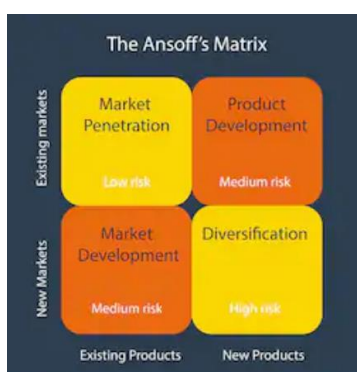 The Ansoff's Matrix
Existing markets
Market
Penetration
Low risk
Product
Development
Medium risk
New Markets
Market
Development
Medium risk
Diversification
High risk
Existing Products
New Products